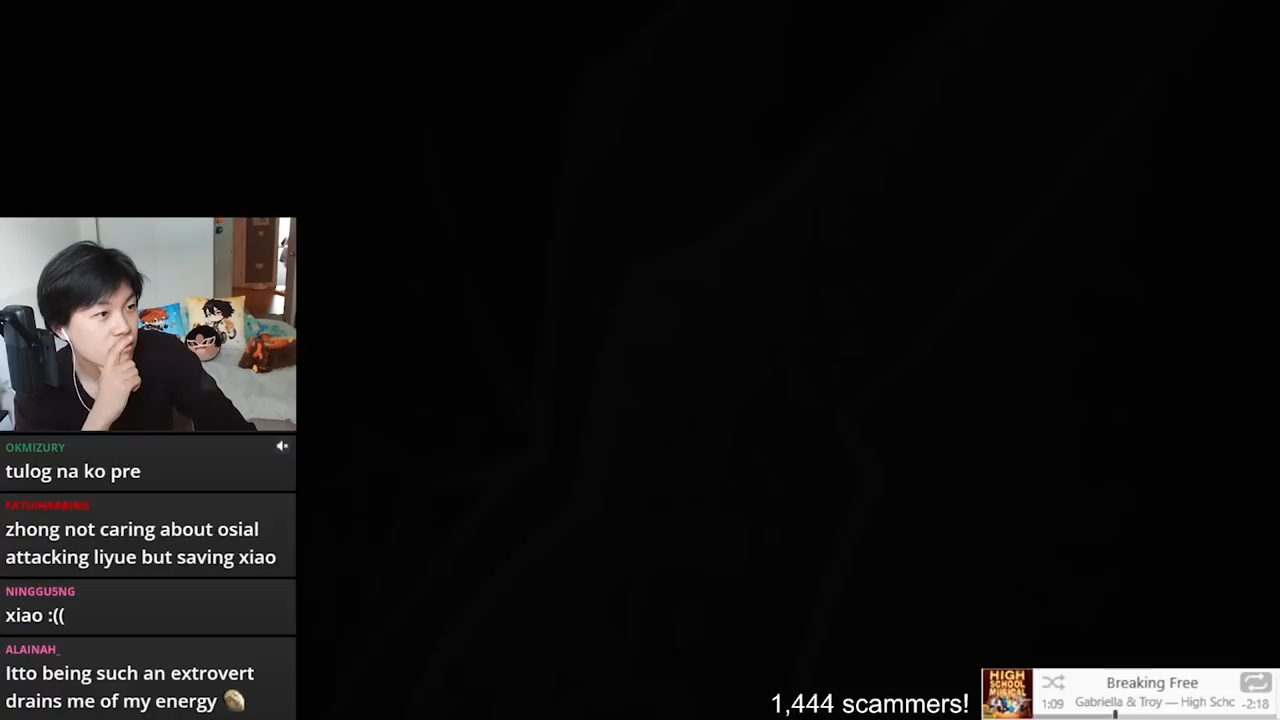 OKMIZURY
tulog na ko pre
FATUIHARBING
zhong not caring about osial
attacking liyue but saving xiao
NINGGU5NG
xiao :((
ALAINAH_
Itto being such an extrovert
drains me of my energy
1,444 scammers!
HIGH
SCHOOL
MUSICAL
Breaking Free
1:09
Gabriella & Troy — High Schc
-2:18